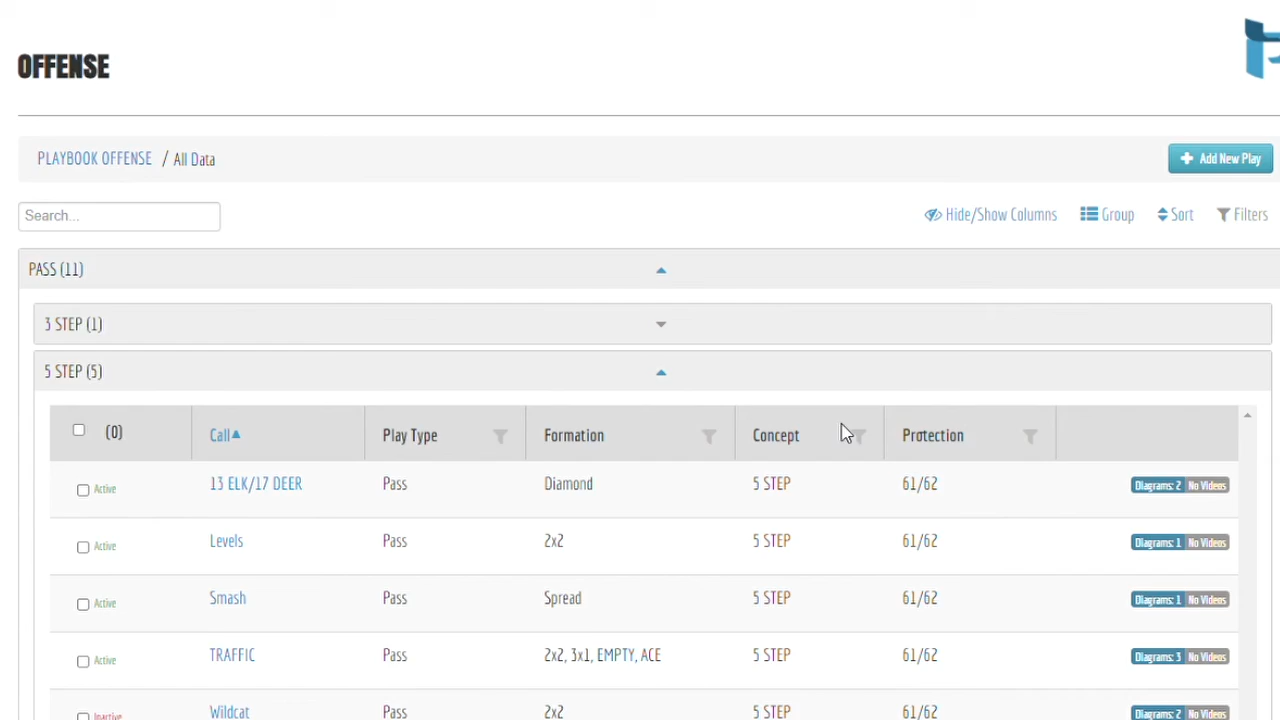 OFFENSE
PLAYBOOK OFFENSE / All Data
Add New Play
Search...
Hide/Show Columns Group Sort Filters
PASS (11)
3 STEP (1)
5 STEP (5)
(0) Call Play Type Formation Concept Protection
Active 13 ELK/17 DEER Pass Diamond 5 STEP 61/62 Diagrams: 2 No Videos
Active Levels Pass 2x2 5 STEP 61/62 Diagrams: 1 No Videos
Active Smash Pass Spread 5 STEP 61/62 Diagrams: 1 No Videos
Active TRAFFIC Pass 2x2, 3x1, EMPTY, ACE 5 STEP 61/62 Diagrams: 3 No Videos
Inactive Wildcat Pass 2x2 5 STEP 61/62 Diagrams: 2 No Videos